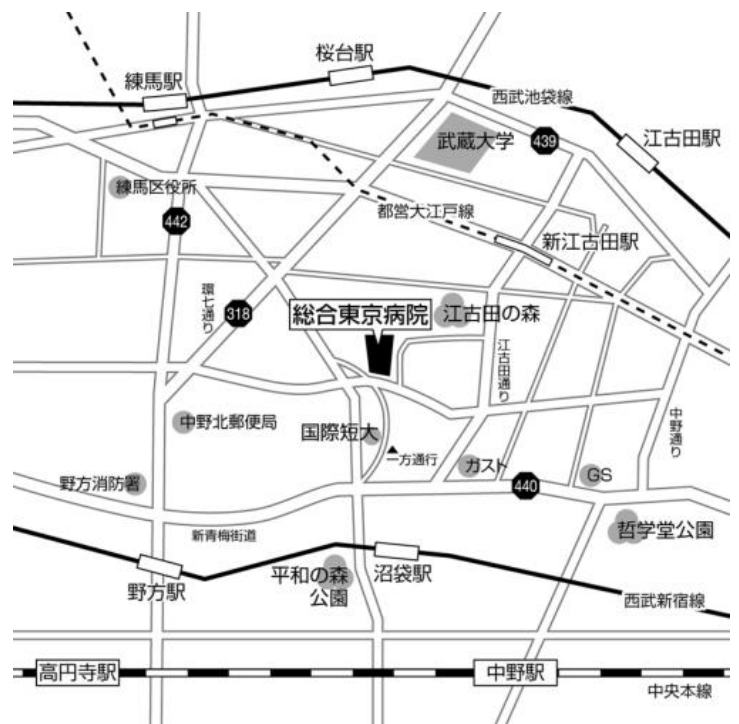 桜台駅
練馬駅
西武池袋線
江古田駅
武蔵大学
439
練馬区役所
都営大江戸線
442
新江古田駅
環七通り
318
総合東京病院
江古田の森
江古田通り
中野通り
中野北郵便局
国際短大
一方通行
ガスト
GS
野方消防署
440
新青梅街道
哲学堂公園
野方駅
平和の森
公園
沼袋駅
西武新宿線
高円寺駅
中野駅
中央本線